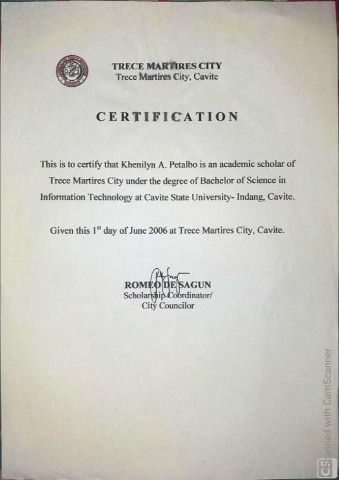 TRECE MARTIRES CITY
Trece Martires City, Cavite
CERTIFICATION
This is to certify that Khenilyn A. Petalbo is an academic scholar of
Trece Martires City under the degree of Bachelor of Science in
Information Technology at Cavite State University- Indang, Cavite.
Given this 1st day of June 2006 at Trece Martires City, Cavite.
ROMEO DE SAGUN
Scholarship Coordinator/
City Councilor
CS
anned with CamScanner